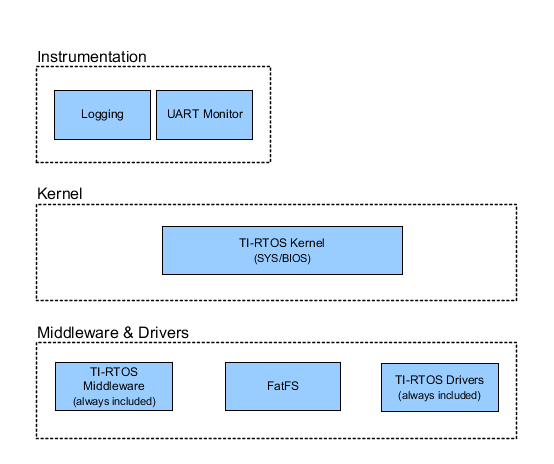 Instrumentation
Logging
UART Monitor
Kernel
TI-RTOS Kernel
(SYS/BIOS)
Middleware & Drivers
TI-RTOS
Middleware
(always included)
FatFS
TI-RTOS Drivers
(always included)